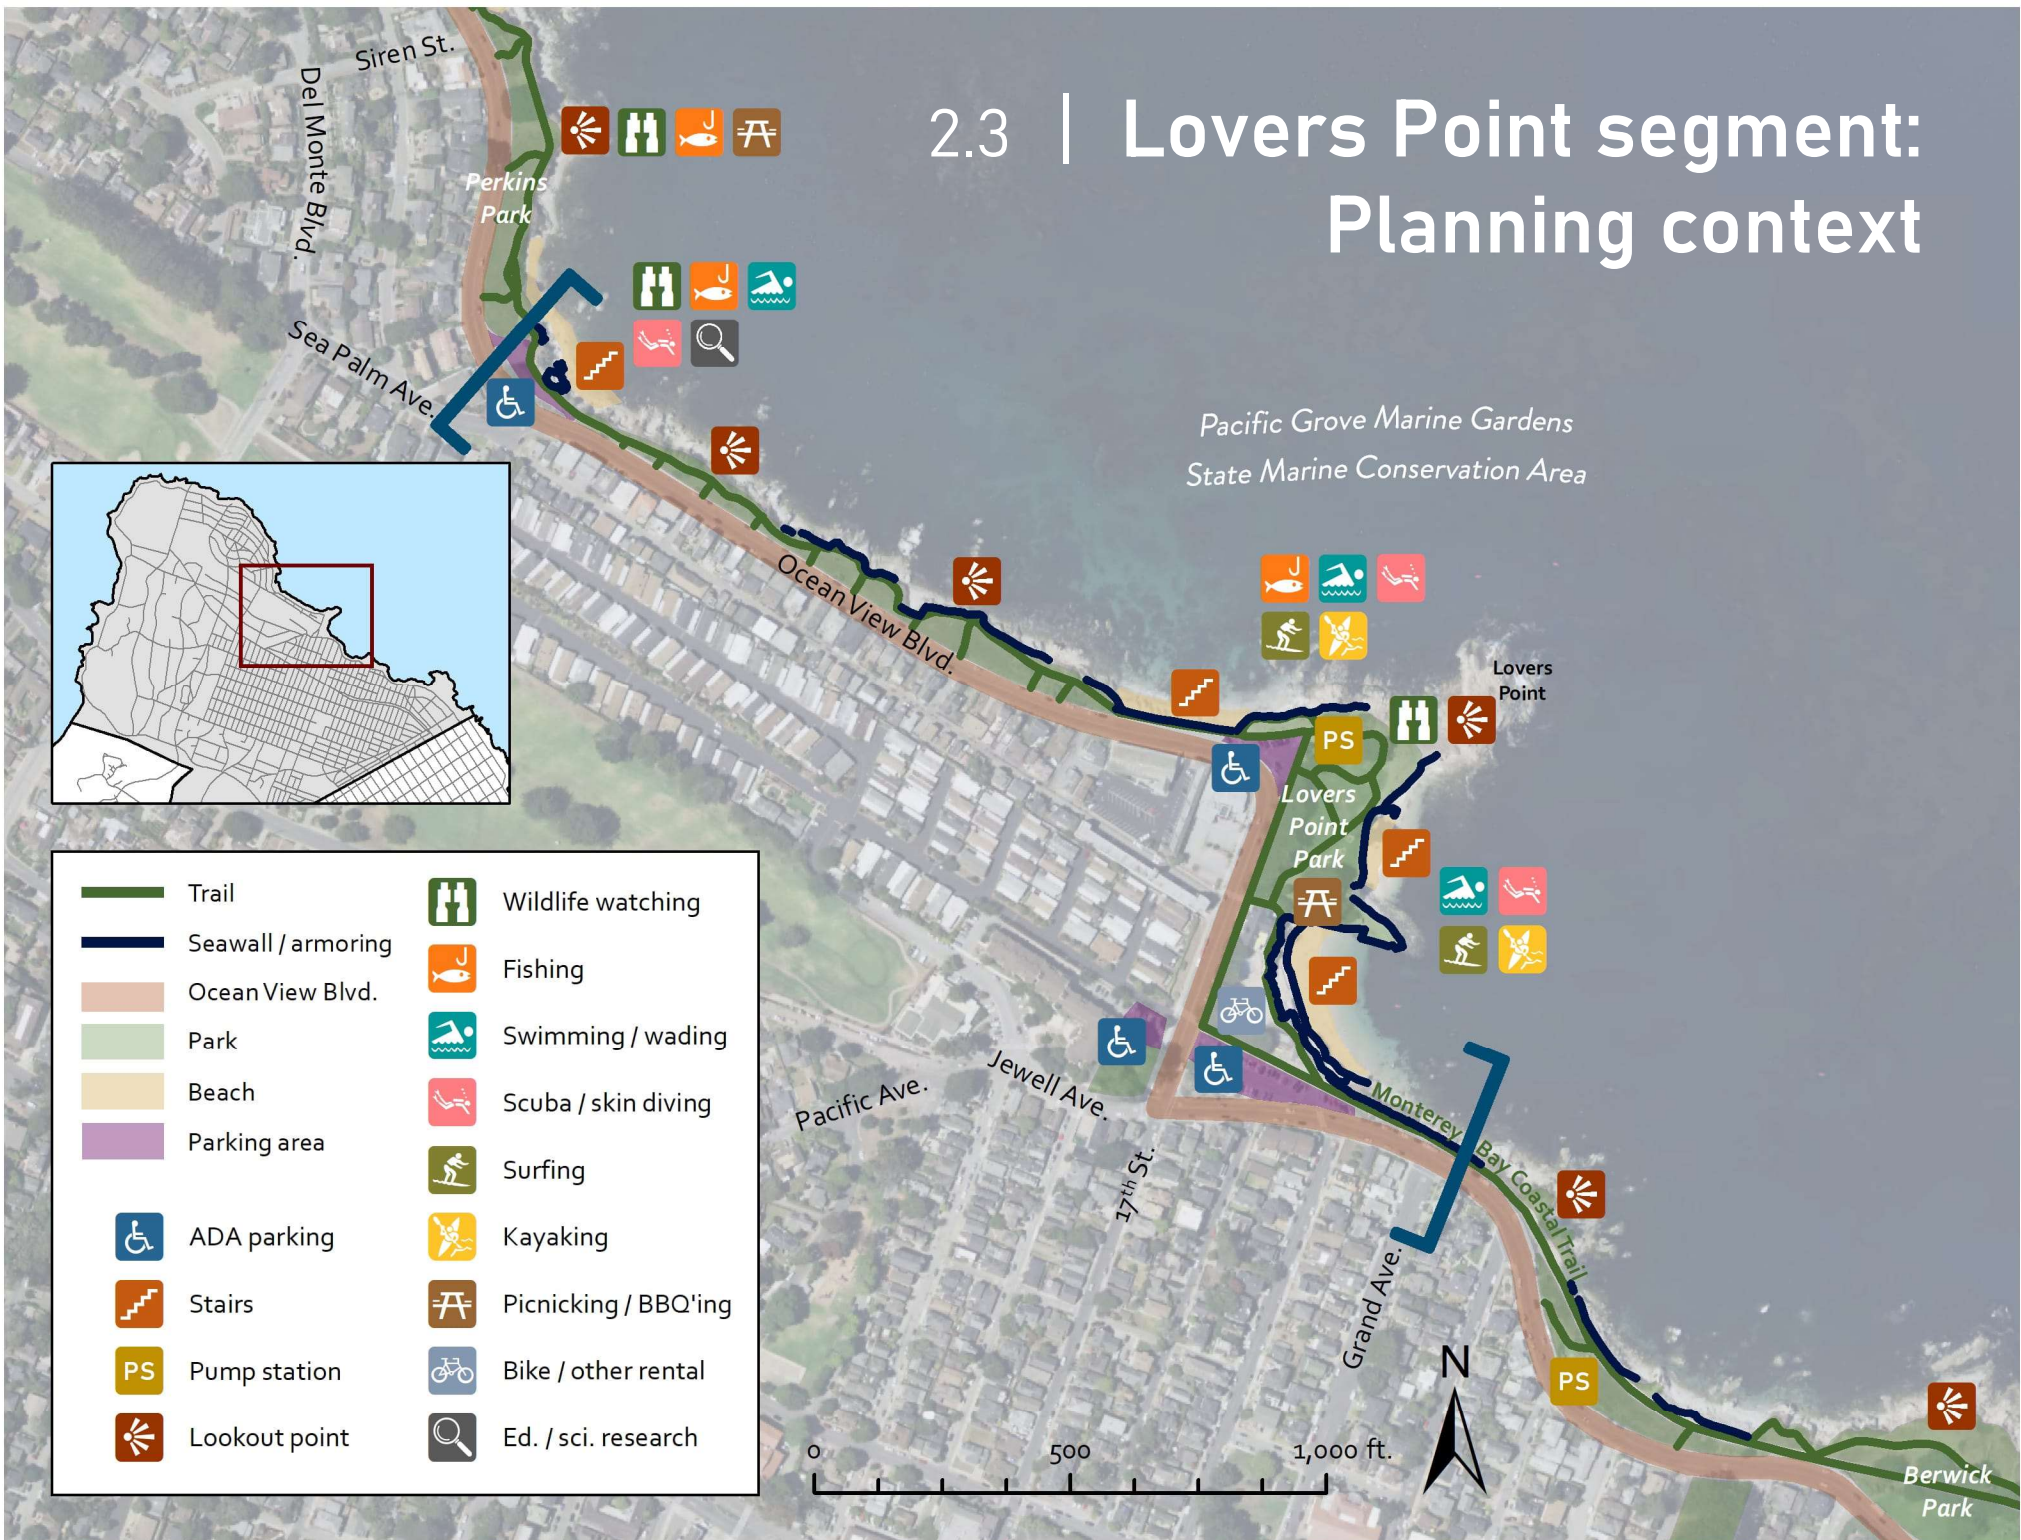 2.3 | Lovers Point segment:
Planning context
Siren St.
Del Monte Blvd.
Perkins
Park
Sea Palm Ave.
Pacific Grove Marine Gardens
State Marine Conservation Area
Ocean View Blvd.
Lovers
Point
PS
Lovers
Point
Park
Jewell Ave.
Pacific Ave.
Monterey Bay Coastal Trail
17th St.
Grand Ave.
PS
Berwick
Park
N
0 500 1,000 ft.
Trail
Seawall / armoring
Ocean View Blvd.
Park
Beach
Parking area
ADA parking
Stairs
PS Pump station
Lookout point
Wildlife watching
Fishing
Swimming / wading
Scuba / skin diving
Surfing
Kayaking
Picnicking / BBQ'ing
Bike / other rental
Ed. / sci. research